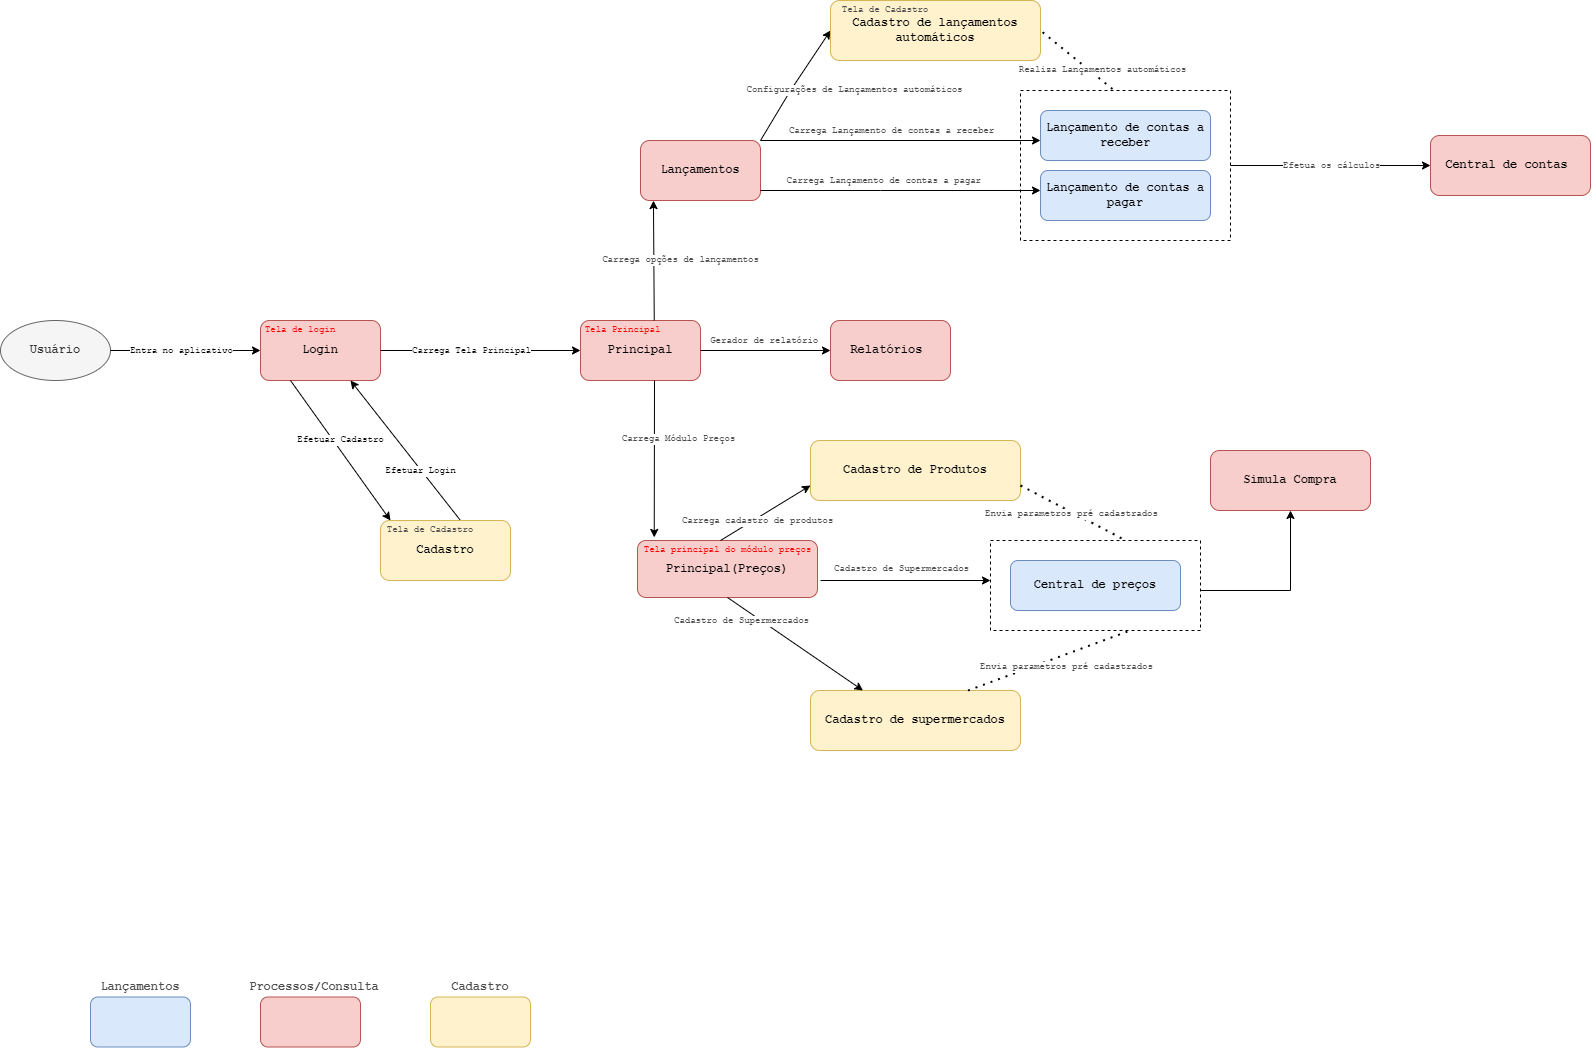 Tela de Cadastro
Cadastro de lançamentos
automáticos
Realiza Lançamentos automáticos
Configurações de Lançamentos automáticos
Carrega Lançamento de contas a receber
Lançamento de contas a
receber
Lançamentos
Efetua os cálculos
Central de contas
Carrega Lançamento de contas a pagar
Lançamento de contas a
pagar
Carrega opções de lançamentos
Usuário
Entra no aplicativo
Tela de login
Login
Carrega Tela Principal
Tela Principal
Principal
Gerador de relatório
Relatórios
Efetuar Cadastro
Efetuar Login
Carrega Módulo Preços
Cadastro de Produtos
Simula Compra
Envia parametros pré cadastrados
Carrega cadastro de produtos
Tela de Cadastro
Cadastro
Tela principal do módulo preços
Principal(Preços)
Cadastro de Supermercados
Central de preços
Cadastro de Supermercados
Envia parametros pré cadastrados
Cadastro de supermercados
Lançamentos
Processos/Consulta
Cadastro